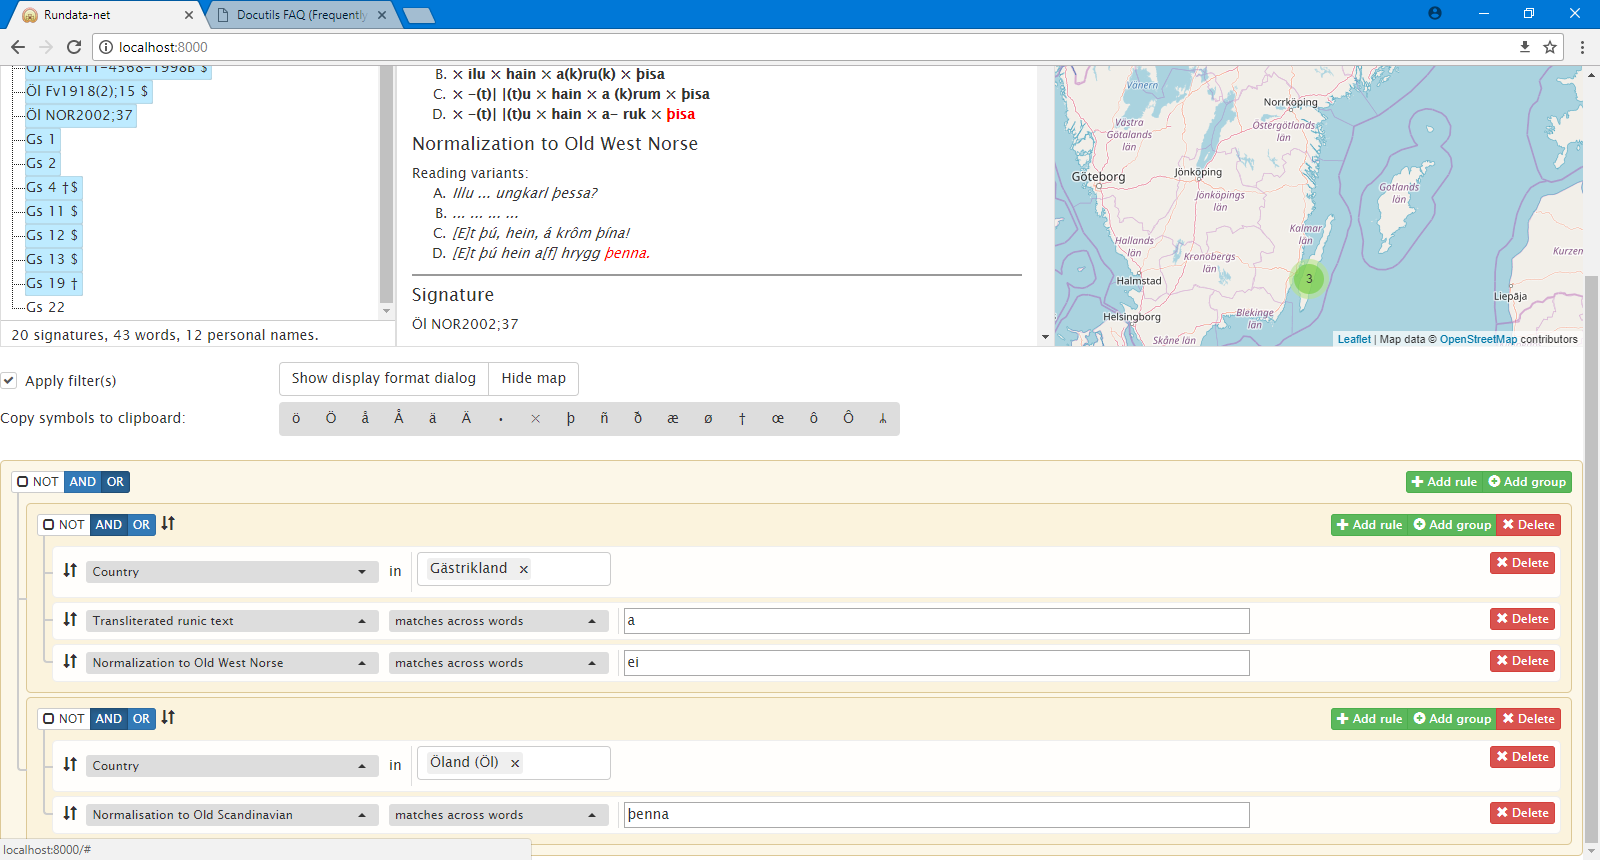 Rundata-net
Docutils FAQ (Frequently
localhost:8000
Öl ATA411-4568-1998B $
Öl Fv1918(2);15 $
Öl NOR2002;37
Gs 1
Gs 2
Gs 4 †$
Gs 11 $
Gs 12 $
Gs 13 $
Gs 19 †
Gs 22
20 signatures, 43 words, 12 personal names.
B. × ilu × hain × a(k)ru(k) × þisa
C. × -(t)| |(t)u × hain × a (k)rum × þisa
D. × -(t)| |(t)u × hain × a- ruk × þisa
Normalization to Old West Norse
Reading variants:
A. Illu ... ungkarl þessa?
B. ... ... ... ...
C. [E]t þú, hein, á krôm þína!
D. [E]t þú hein a[f] hrygg þenna.
Signature
Öl NOR2002;37
Vänern
Norrköping
Västra
Götalands
län
Östergötlands
län
Göteborg
Jönköping
Jönköpings
län
Gotlands
län
Kalmar
län
Hallands
län
Kronobergs
län
Kurzen
Halmstad
3
Liepāja
Helsingborg
Blekinge
län
Skåne län
Leaflet | Map data © OpenStreetMap contributors
Apply filter(s)
Show display format dialog
Hide map
Copy symbols to clipboard:
ö Ö å Å ä Ä · × þ ñ ð æ ø † œ ô Ô ᛦ
NOT AND OR
Add rule Add group
NOT AND OR
Add rule Add group Delete
Country in Gästrikland × Delete
Transliterated runic text matches across words a Delete
Normalization to Old West Norse matches across words ei Delete
NOT AND OR
Add rule Add group Delete
Country in Öland (Öl) × Delete
Normalisation to Old Scandinavian matches across words þenna Delete
localhost:8000/#